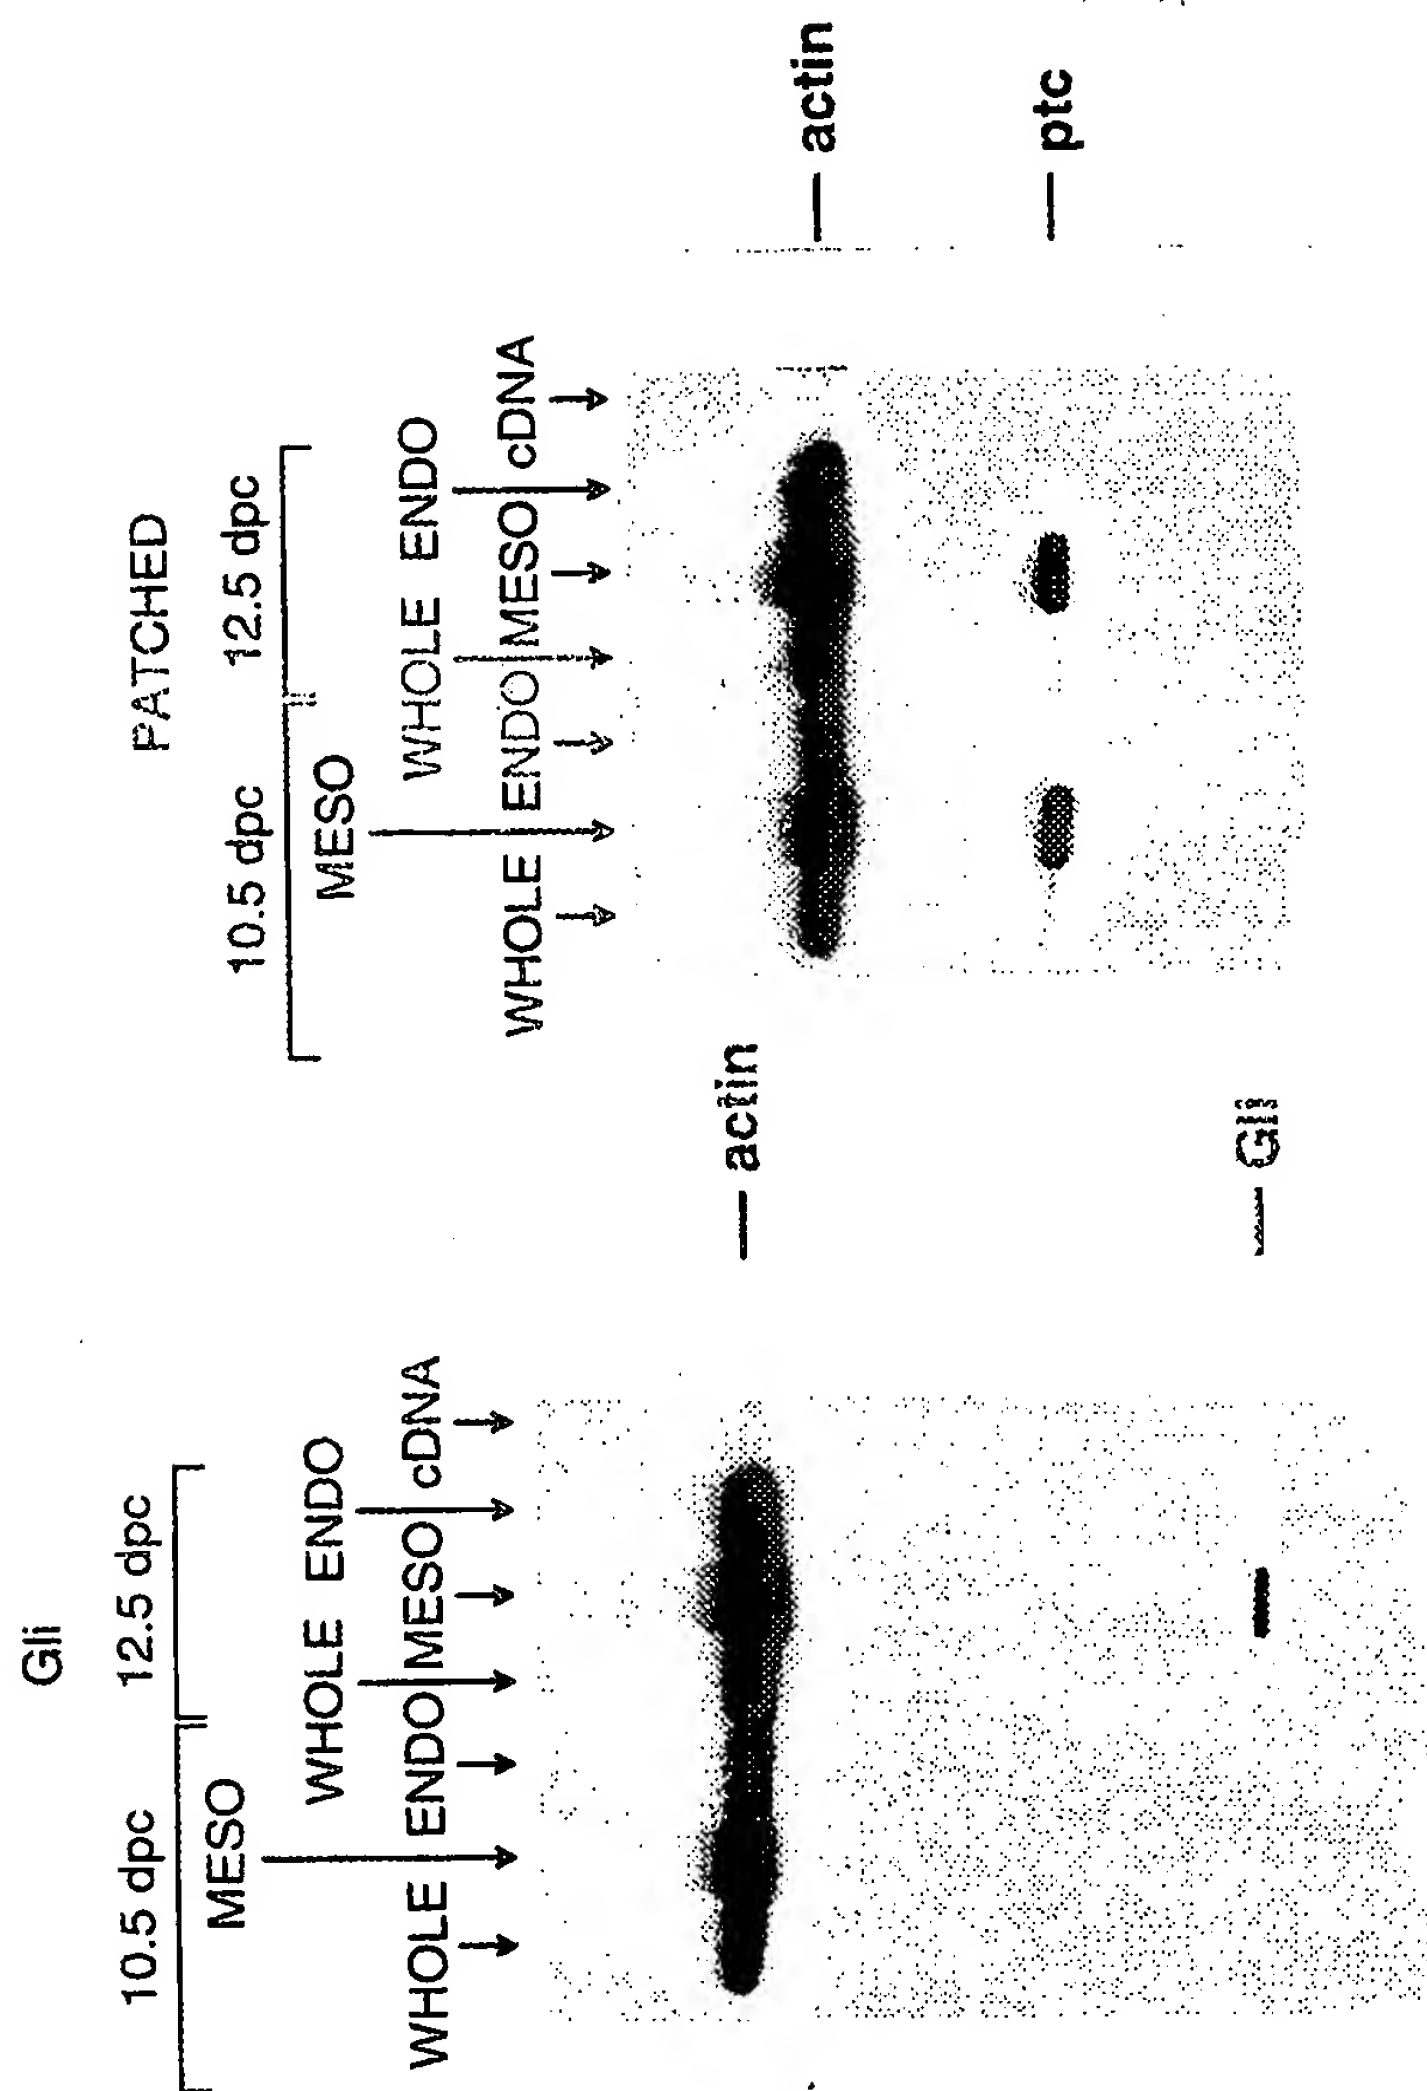 Gli
10.5 dpc 12.5 dpc
MESO
WHOLE ENDO
WHOLE ENDO MESO cDNA
actin
Gli
PATCHED
10.5 dpc 12.5 dpc
MESO
WHOLE ENDO
WHOLE ENDO MESO cDNA
actin
ptc